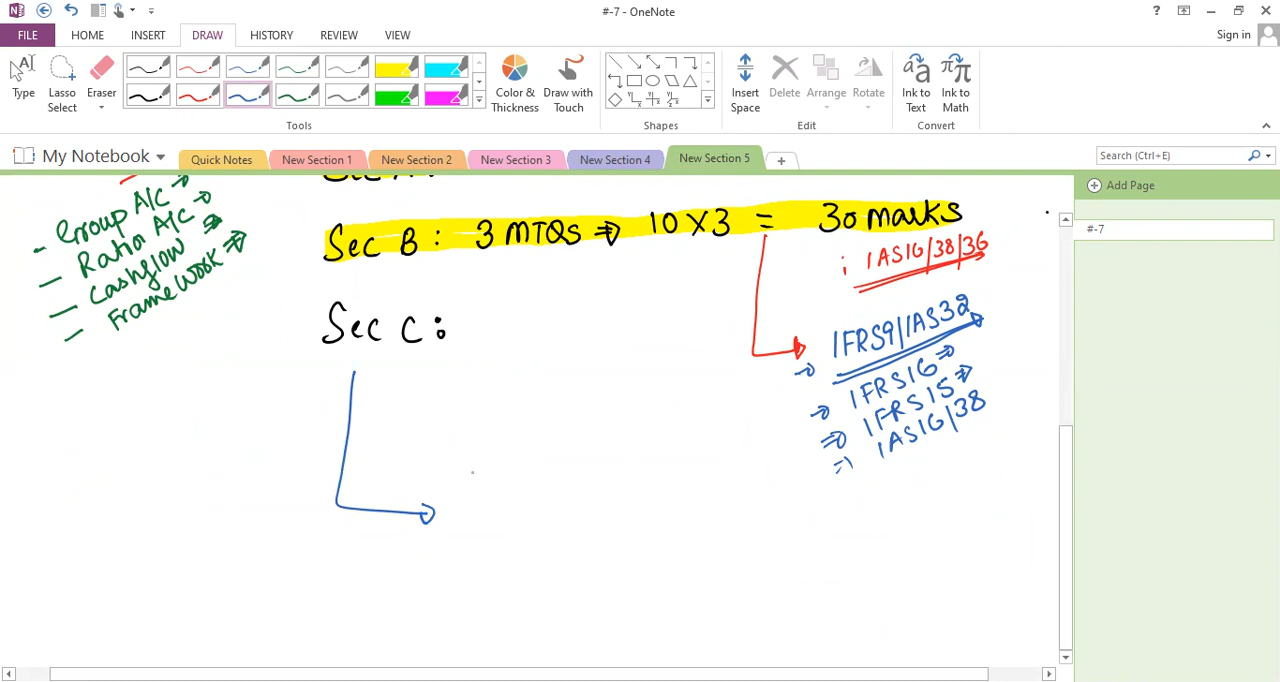 #-7 - OneNote
?
FILE HOME INSERT DRAW HISTORY REVIEW VIEW
Sign in
Type
Lasso Select
Eraser
Color & Thickness
Draw with Touch
Insert Space
Delete
Arrange
Rotate
Ink to Text
Ink to Math
Tools
Shapes
Edit
Convert
My Notebook
Quick Notes
New Section 1
New Section 2
New Section 3
New Section 4
New Section 5
Search (Ctrl+E)
Add Page
#-7
- Group A/C
- Ratio A/C
- Cashflow
- Frame Work
Sec B : 3 MTQs ⇒ 10 X 3 = 30 marks
: IAS16/38/36
Sec C :
IFRS9/IAS32
→ IFRS16 ⇒
→ IFRS15 ⇒
⇒ IAS16/38
⇒